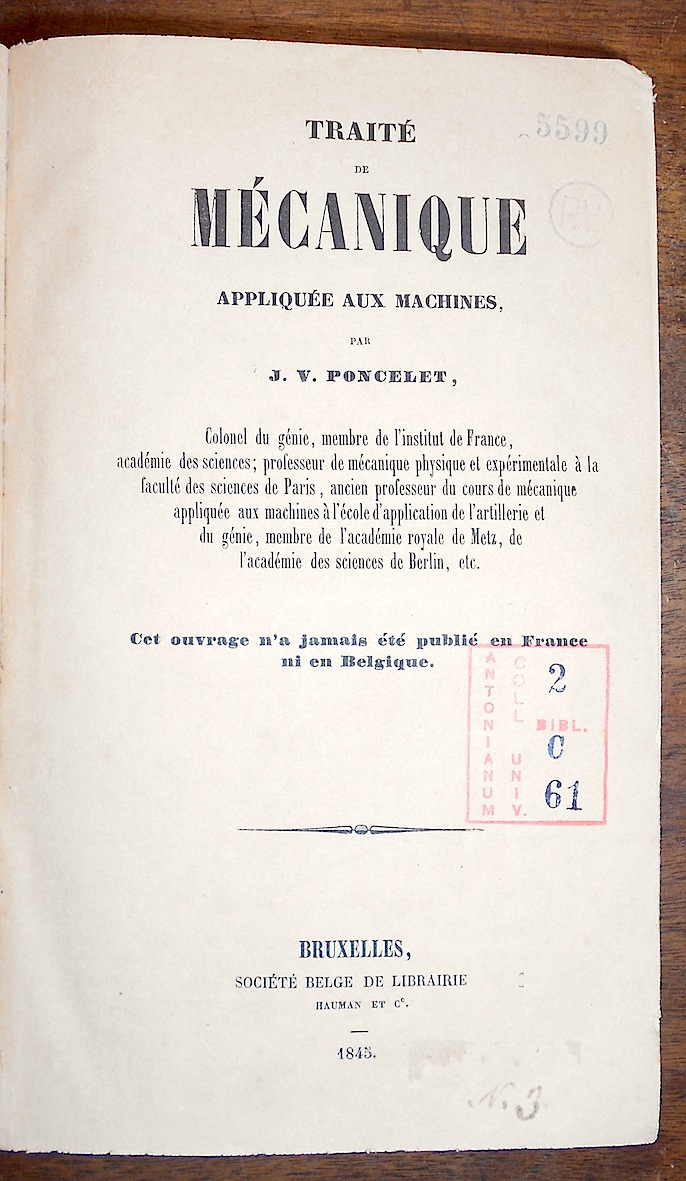 TRAITÉ
5599
DE
MÉCANIQUE
APPLIQUÉE AUX MACHINES,
PAR
J. V. PONCELET,
Colonel du génie, membre de l'institut de France,
académie des sciences; professeur de mécanique physique et expérimentale à la
faculté des sciences de Paris, ancien professeur du cours de mécanique
appliquée aux machines à l'école d'application de l'artillerie et
du génie, membre de l'académie royale de Metz, de
l'académie des sciences de Berlin, etc.
Cet ouvrage n'a jamais été publié en France
ni en Belgique.
ANTONIANUM
COLL UNIV.
2
BIBL.
C
61
BRUXELLES,
SOCIÉTÉ BELGE DE LIBRAIRIE
HAUMAN ET Cᵉ.
1845.
N. 3